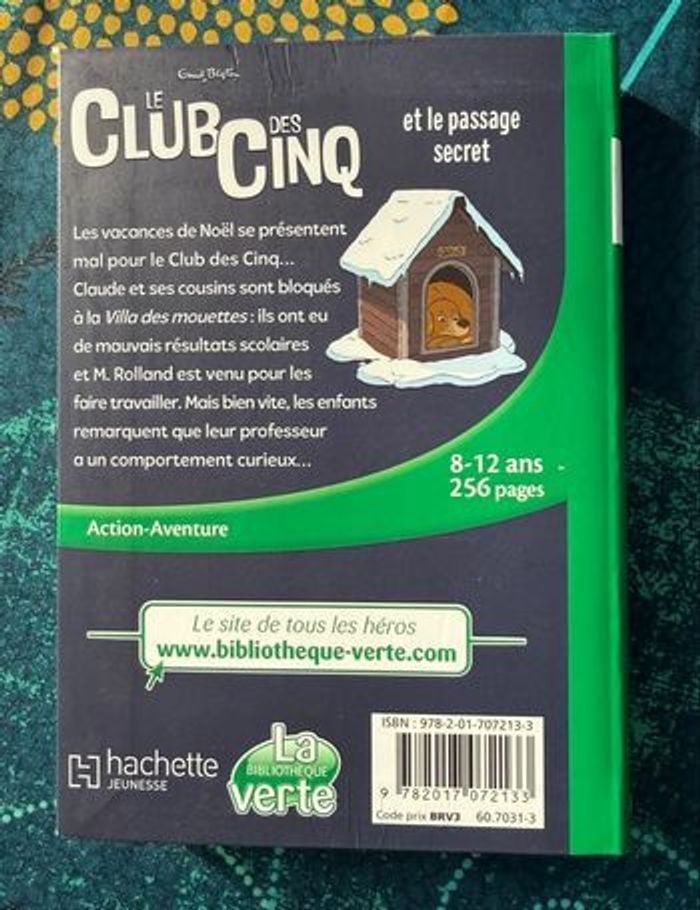 Enid Blyton
LE
CLUB DES
CINQ
et le passage
secret
Les vacances de Noël se présentent
mal pour le Club des Cinq...
Claude et ses cousins sont bloqués
à la Villa des mouettes : ils ont eu
de mauvais résultats scolaires
et M. Rolland est venu pour les
faire travailler. Mais bien vite, les enfants
remarquent que leur professeur
a un comportement curieux...
8-12 ans
256 pages
Action-Aventure
Le site de tous les héros
www.bibliotheque-verte.com
hachette
JEUNESSE
La
BIBLIOTHÈQUE
verte
ISBN : 978-2-01-707213-3
9 782017 072133
Code prix BRV3 60.7031-3